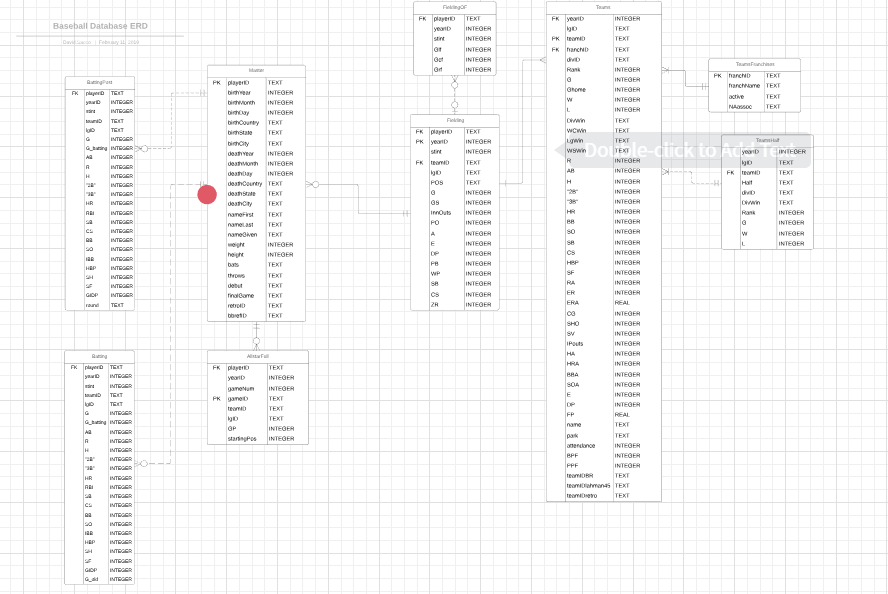 Baseball Database ERD
February 11, 2018
BattingPost
FK playerID TEXT
yearID INTEGER
stint INTEGER
teamID TEXT
lgID TEXT
G INTEGER
G_batting INTEGER
AB INTEGER
R INTEGER
H INTEGER
"2B" INTEGER
"3B" INTEGER
HR INTEGER
RBI INTEGER
SB INTEGER
CS INTEGER
BB INTEGER
SO INTEGER
IBB INTEGER
HBP INTEGER
SH INTEGER
SF INTEGER
GIDP INTEGER
round TEXT
Batting
FK playerID TEXT
yearID INTEGER
stint INTEGER
teamID TEXT
lgID TEXT
G INTEGER
G_batting INTEGER
AB INTEGER
R INTEGER
H INTEGER
"2B" INTEGER
"3B" INTEGER
HR INTEGER
RBI INTEGER
SB INTEGER
CS INTEGER
BB INTEGER
SO INTEGER
IBB INTEGER
HBP INTEGER
SH INTEGER
SF INTEGER
GIDP INTEGER
G_old INTEGER
Master
PK playerID TEXT
birthYear INTEGER
birthMonth INTEGER
birthDay INTEGER
birthCountry TEXT
birthState TEXT
birthCity TEXT
deathYear INTEGER
deathMonth INTEGER
deathDay INTEGER
deathCountry TEXT
deathState TEXT
deathCity TEXT
nameFirst TEXT
nameLast TEXT
nameGiven TEXT
weight INTEGER
height INTEGER
bats TEXT
throws TEXT
debut TEXT
finalGame TEXT
retroID TEXT
bbrefID TEXT
AllstarFull
FK playerID TEXT
yearID INTEGER
gameNum INTEGER
PK gameID TEXT
teamID TEXT
lgID TEXT
GP INTEGER
startingPos INTEGER
FieldingOF
FK playerID TEXT
yearID INTEGER
stint INTEGER
Glf INTEGER
Gcf INTEGER
Grf INTEGER
Fielding
FK playerID TEXT
PK yearID INTEGER
stint INTEGER
FK teamID TEXT
lgID TEXT
POS TEXT
G INTEGER
GS INTEGER
InnOuts INTEGER
PO INTEGER
A INTEGER
E INTEGER
DP INTEGER
PB INTEGER
WP INTEGER
SB INTEGER
CS INTEGER
ZR INTEGER
Teams
FK yearID INTEGER
lgID TEXT
PK teamID TEXT
FK franchID TEXT
divID TEXT
Rank INTEGER
G INTEGER
Ghome INTEGER
W INTEGER
L INTEGER
DivWin TEXT
WCWin TEXT
LgWin TEXT
WSWin TEXT
R INTEGER
AB INTEGER
H INTEGER
"2B" INTEGER
"3B" INTEGER
HR INTEGER
BB INTEGER
SO INTEGER
SB INTEGER
CS INTEGER
HBP INTEGER
SF INTEGER
RA INTEGER
ER INTEGER
ERA REAL
CG INTEGER
SHO INTEGER
SV INTEGER
IPouts INTEGER
HA INTEGER
HRA INTEGER
BBA INTEGER
SOA INTEGER
E INTEGER
DP INTEGER
FP REAL
name TEXT
park TEXT
attendance INTEGER
BPF INTEGER
PPF INTEGER
teamIDBR TEXT
teamIDlahman45 TEXT
teamIDretro TEXT
TeamsFranchises
PK franchID TEXT
franchName TEXT
active TEXT
NAassoc TEXT
Double-click to Add Text
TeamsHalf
yearID INTEGER
lgID TEXT
FK teamID TEXT
Half TEXT
divID TEXT
DivWin TEXT
Rank INTEGER
G INTEGER
W INTEGER
L INTEGER